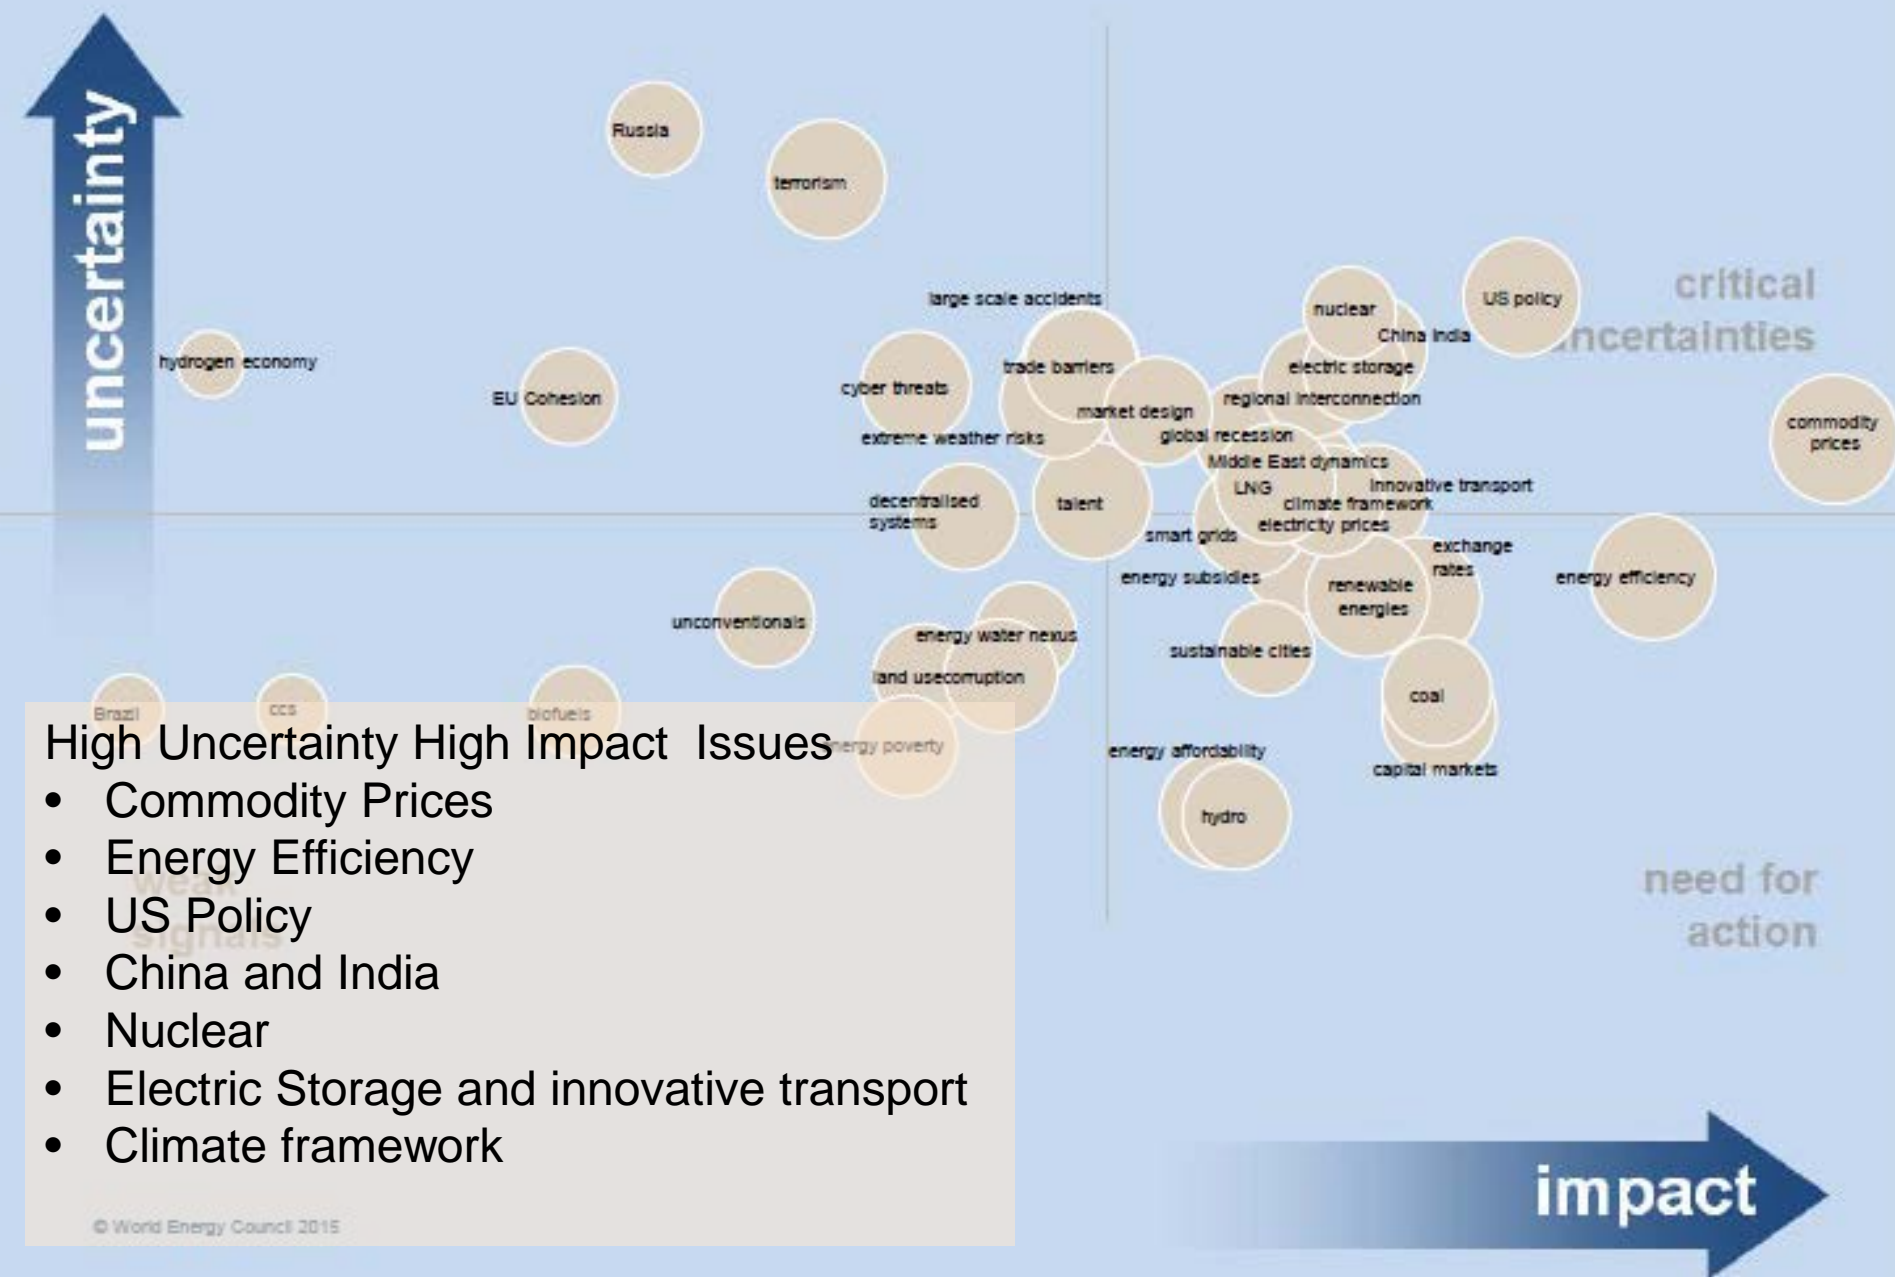 uncertainty
Russia
terrorism
large scale accidents
nuclear
US policy
critical
uncertainties
China India
hydrogen economy
EU Cohesion
cyber threats
trade barriers
electric storage
regional interconnection
market design
extreme weather risks
global recession
commodity
prices
Middle East dynamics
LNG
innovative transport
decentralised
systems
talent
climate framework
electricity prices
smart grids
exchange
rates
energy subsidies
renewable
energies
energy efficiency
unconventionals
energy water nexus
sustainable cities
land usecorruption
coal
Brazil
ccs
biofuels
energy poverty
energy affordability
capital markets
hydro
High Uncertainty High Impact Issues
• Commodity Prices
• Energy Efficiency
• US Policy
• China and India
• Nuclear
• Electric Storage and innovative transport
• Climate framework
weak
signals
need for
action
impact
© World Energy Council 2015